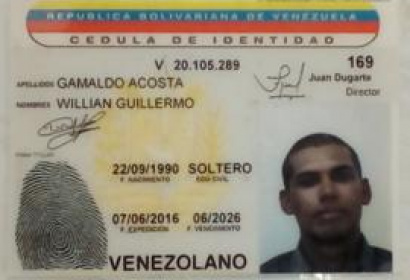 REPUBLICA BOLIVARIANA DE VENEZUELA
CEDULA DE IDENTIDAD
V 20.105.289
169
APELLIDOS GAMALDO ACOSTA
Juan Dugarte
NOMBRES WILLIAN GUILLERMO
Director
22/09/1990 SOLTERO
F. NACIMIENTO EDO CIVIL
07/06/2016 06/2026
F. EXPEDICION F. VENCIMIENTO
VENEZOLANO